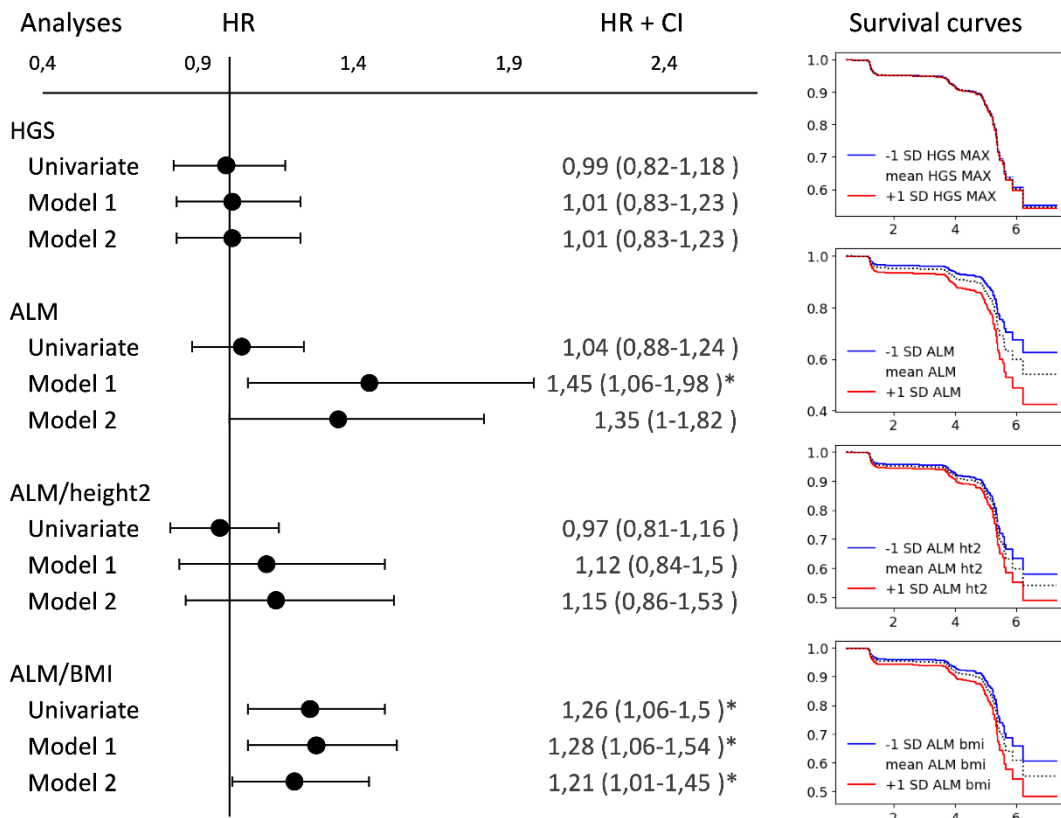 Analyses HR HR + CI Survival curves
0,4 0,9 1,4 1,9 2,4
HGS
Univariate 0,99 (0,82-1,18 )
Model 1 1,01 (0,83-1,23 )
Model 2 1,01 (0,83-1,23 )
ALM
Univariate 1,04 (0,88-1,24 )
Model 1 1,45 (1,06-1,98 )*
Model 2 1,35 (1-1,82 )
ALM/height2
Univariate 0,97 (0,81-1,16 )
Model 1 1,12 (0,84-1,5 )
Model 2 1,15 (0,86-1,53 )
ALM/BMI
Univariate 1,26 (1,06-1,5 )*
Model 1 1,28 (1,06-1,54 )*
Model 2 1,21 (1,01-1,45 )*
1.0
0.9
0.8
0.7
0.6
-1 SD HGS MAX
mean HGS MAX
+1 SD HGS MAX
2 4 6
1.0
0.8
0.6
0.4
-1 SD ALM
mean ALM
+1 SD ALM
2 4 6
1.0
0.9
0.8
0.7
0.6
0.5
-1 SD ALM ht2
mean ALM ht2
+1 SD ALM ht2
2 4 6
1.0
0.9
0.8
0.7
0.6
0.5
-1 SD ALM bmi
mean ALM bmi
+1 SD ALM bmi
2 4 6